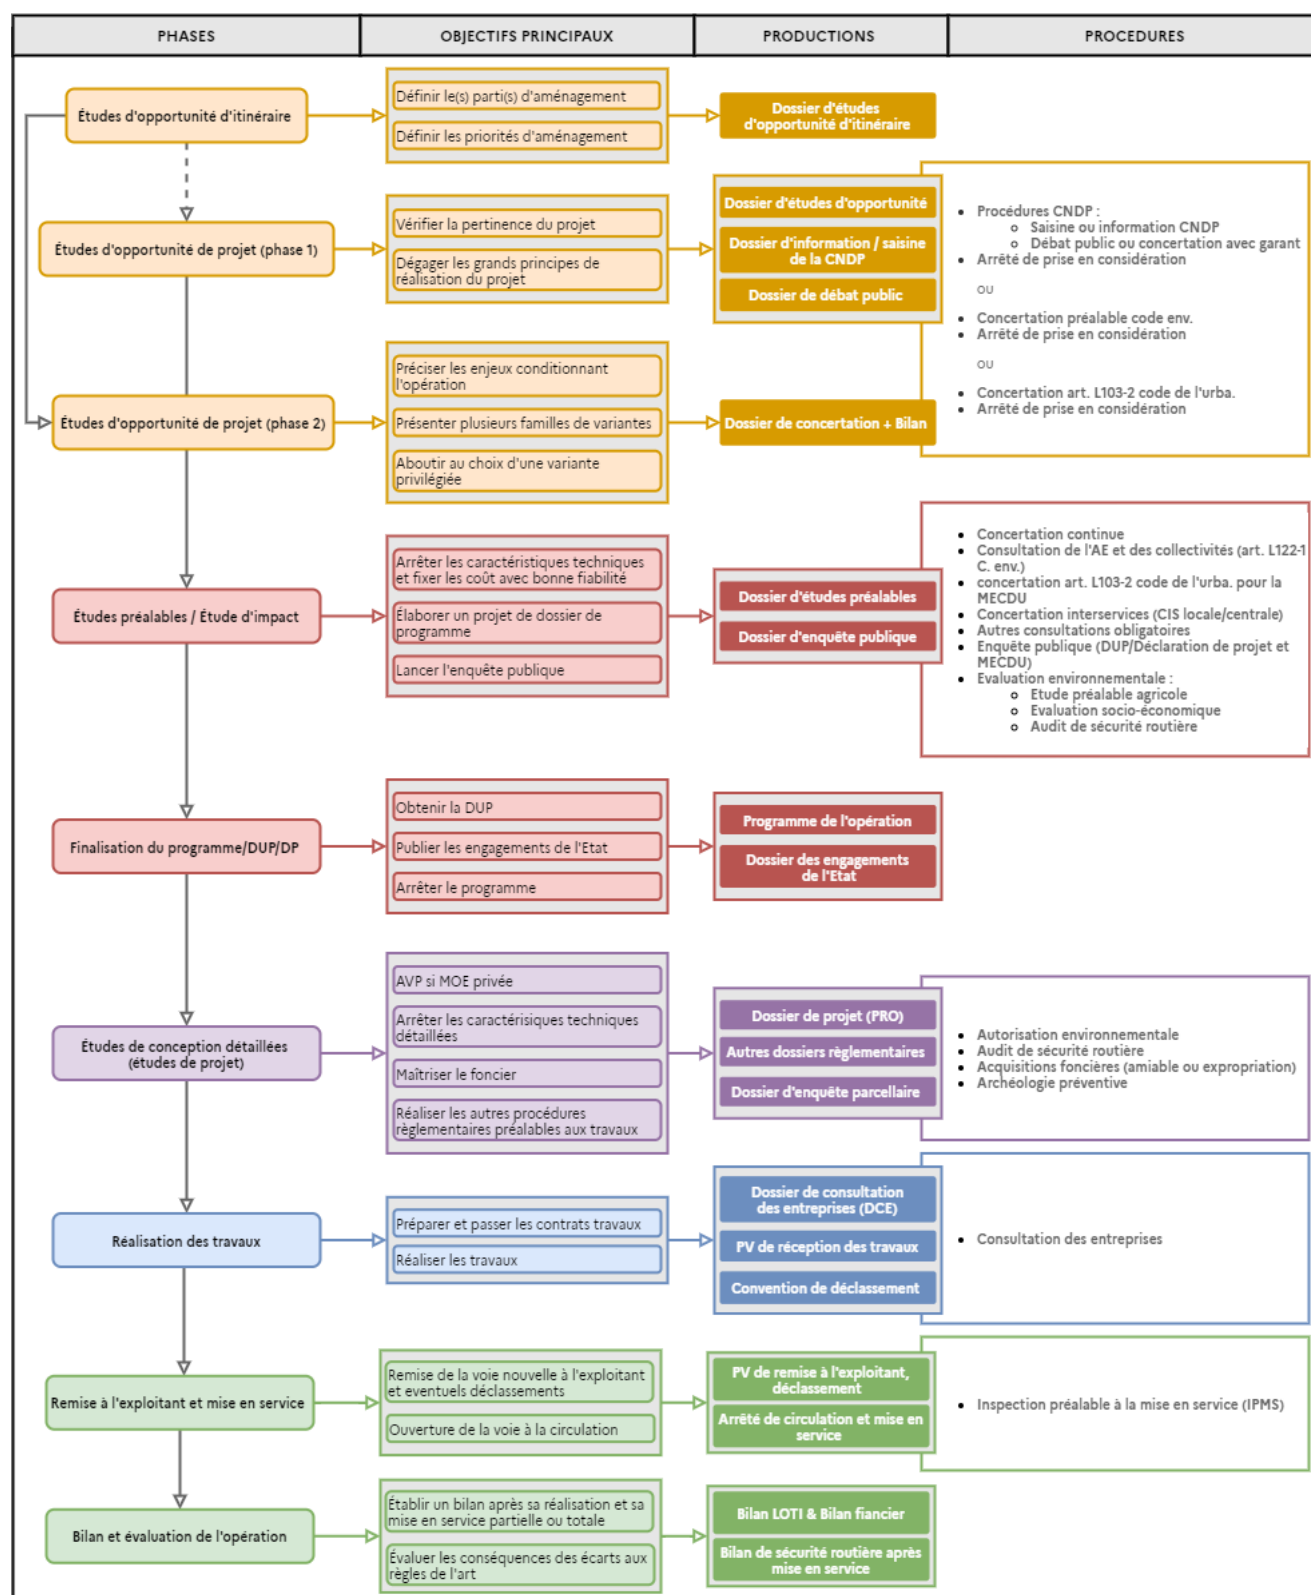 PHASES
OBJECTIFS PRINCIPAUX
PRODUCTIONS
PROCEDURES
Études d'opportunité d'itinéraire
Définir le(s) parti(s) d'aménagement
Définir les priorités d'aménagement
Dossier d'études
d'opportunité d'itinéraire
Études d'opportunité de projet (phase 1)
Vérifier la pertinence du projet
Dégager les grands principes de
réalisation du projet
Dossier d'études d'opportunité
Dossier d'information / saisine
de la CNDP
Dossier de débat public
Études d'opportunité de projet (phase 2)
Préciser les enjeux conditionnant
l'opération
Présenter plusieurs familles de variantes
Aboutir au choix d'une variante
privilégiée
Dossier de concertation + Bilan
• Procédures CNDP :
o Saisine ou information CNDP
o Débat public ou concertation avec garant
• Arrêté de prise en considération
OU
• Concertation préalable code env.
• Arrêté de prise en considération
OU
• Concertation art. L103-2 code de l'urba.
• Arrêté de prise en considération
Études préalables / Étude d'impact
Arrêter les caractéristiques techniques
et fixer les coût avec bonne fiabilité
Élaborer un projet de dossier de
programme
Lancer l'enquête publique
Dossier d'études préalables
Dossier d'enquête publique
• Concertation continue
• Consultation de l'AE et des collectivités (art. L122-1
C. env.)
• concertation art. L103-2 code de l'urba. pour la
MECDU
• Concertation interservices (CIS locale/centrale)
• Autres consultations obligatoires
• Enquête publique (DUP/Déclaration de projet et
MECDU)
• Evaluation environnementale :
o Etude préalable agricole
o Evaluation socio-économique
o Audit de sécurité routière
Finalisation du programme/DUP/DP
Obtenir la DUP
Publier les engagements de l'Etat
Arrêter le programme
Programme de l'opération
Dossier des engagements
de l'Etat
Études de conception détaillées
(études de projet)
AVP si MOE privée
Arrêter les caractérisiques techniques
détaillées
Maîtriser le foncier
Réaliser les autres procédures
règlementaires préalables aux travaux
Dossier de projet (PRO)
Autres dossiers règlementaires
Dossier d'enquête parcellaire
• Autorisation environnementale
• Audit de sécurité routière
• Acquisitions foncières (amiable ou expropriation)
• Archéologie préventive
Réalisation des travaux
Préparer et passer les contrats travaux
Réaliser les travaux
Dossier de consultation
des entreprises (DCE)
PV de réception des travaux
Convention de déclassement
• Consultation des entreprises
Remise à l'exploitant et mise en service
Remise de la voie nouvelle à l'exploitant
et eventuels déclassements
Ouverture de la voie à la circulation
PV de remise à l'exploitant,
déclassement
Arrêté de circulation et mise en
service
• Inspection préalable à la mise en service (IPMS)
Bilan et évaluation de l'opération
Établir un bilan après sa réalisation et sa
mise en service partielle ou totale
Évaluer les conséquences des écarts aux
règles de l'art
Bilan LOTI & Bilan fiancier
Bilan de sécurité routière après
mise en service